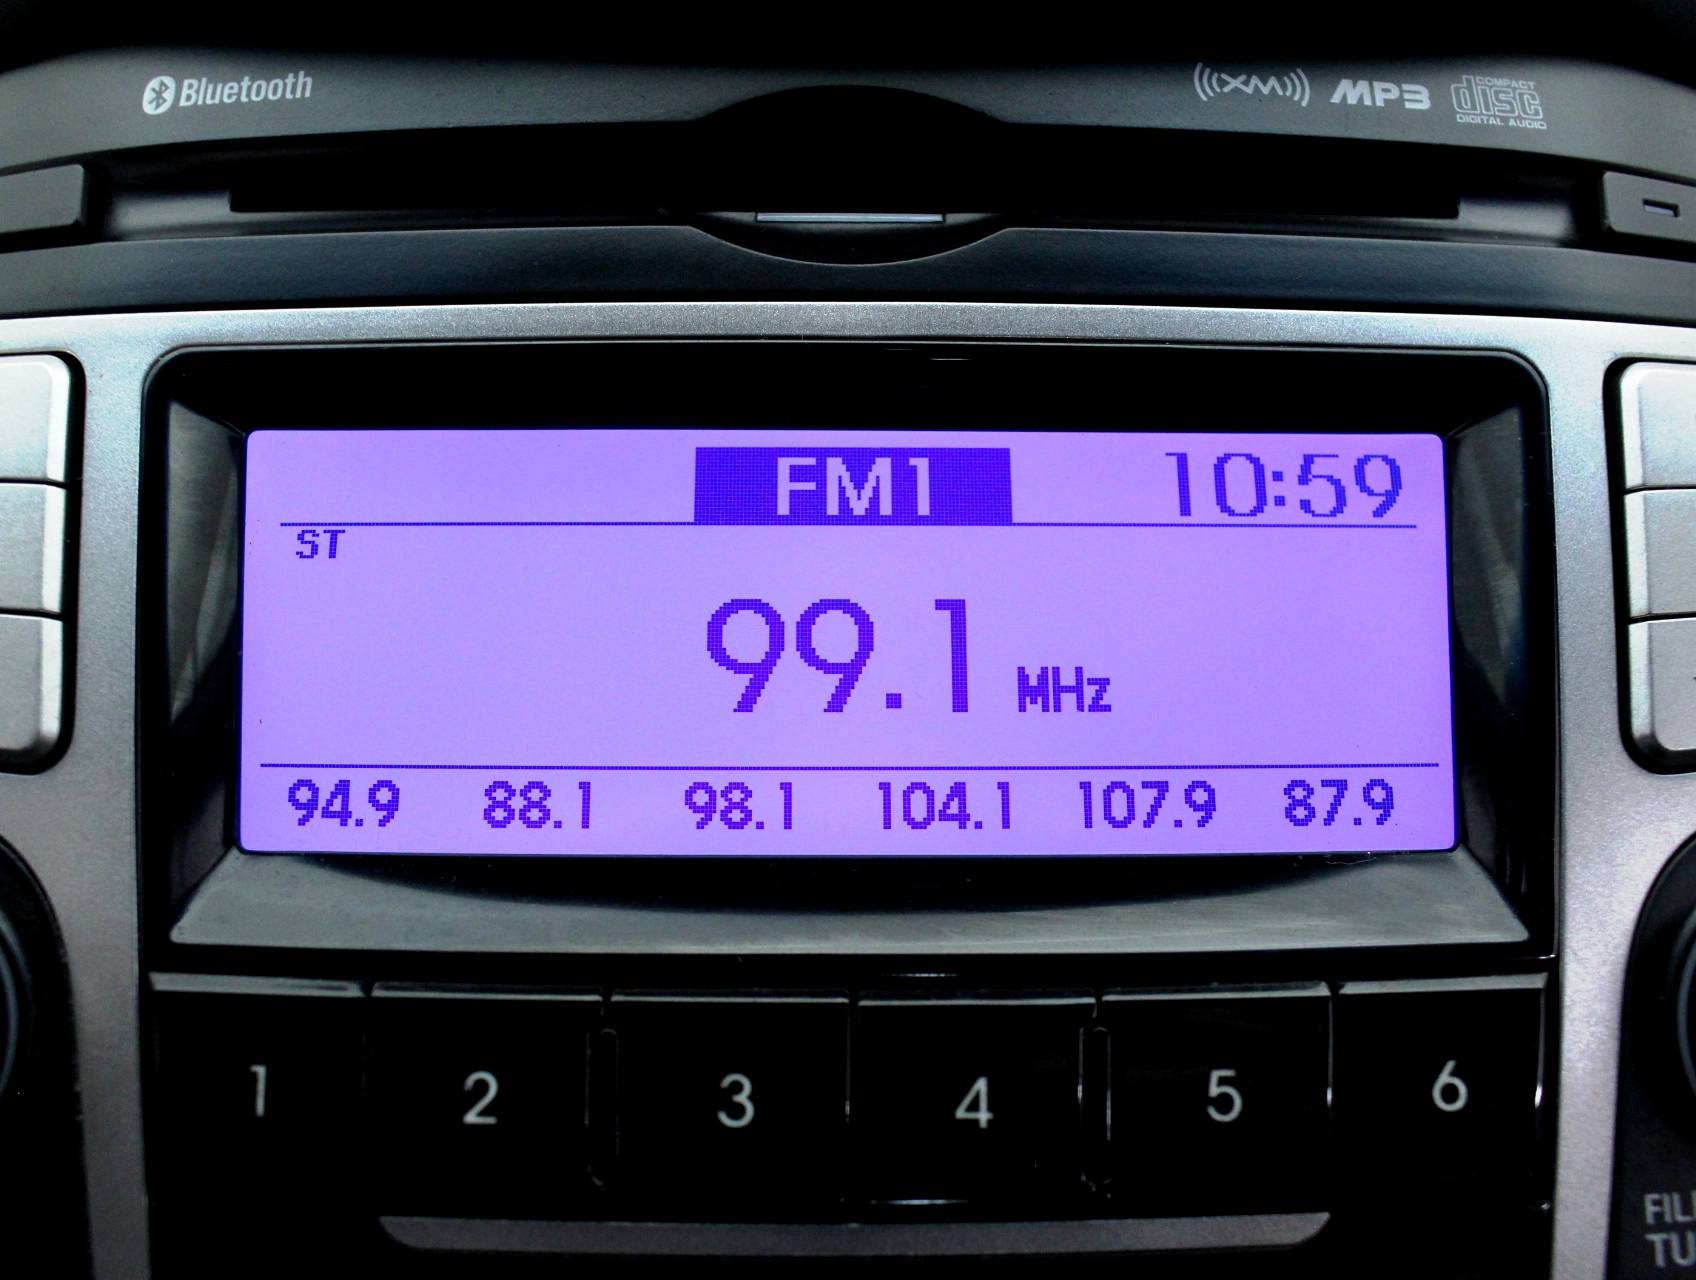 Bluetooth
XM MP3 COMPACT disc DIGITAL AUDIO
FM1 10:59
ST
99.1 MHz
94.9 88.1 98.1 104.1 107.9 87.9
1 2 3 4 5 6